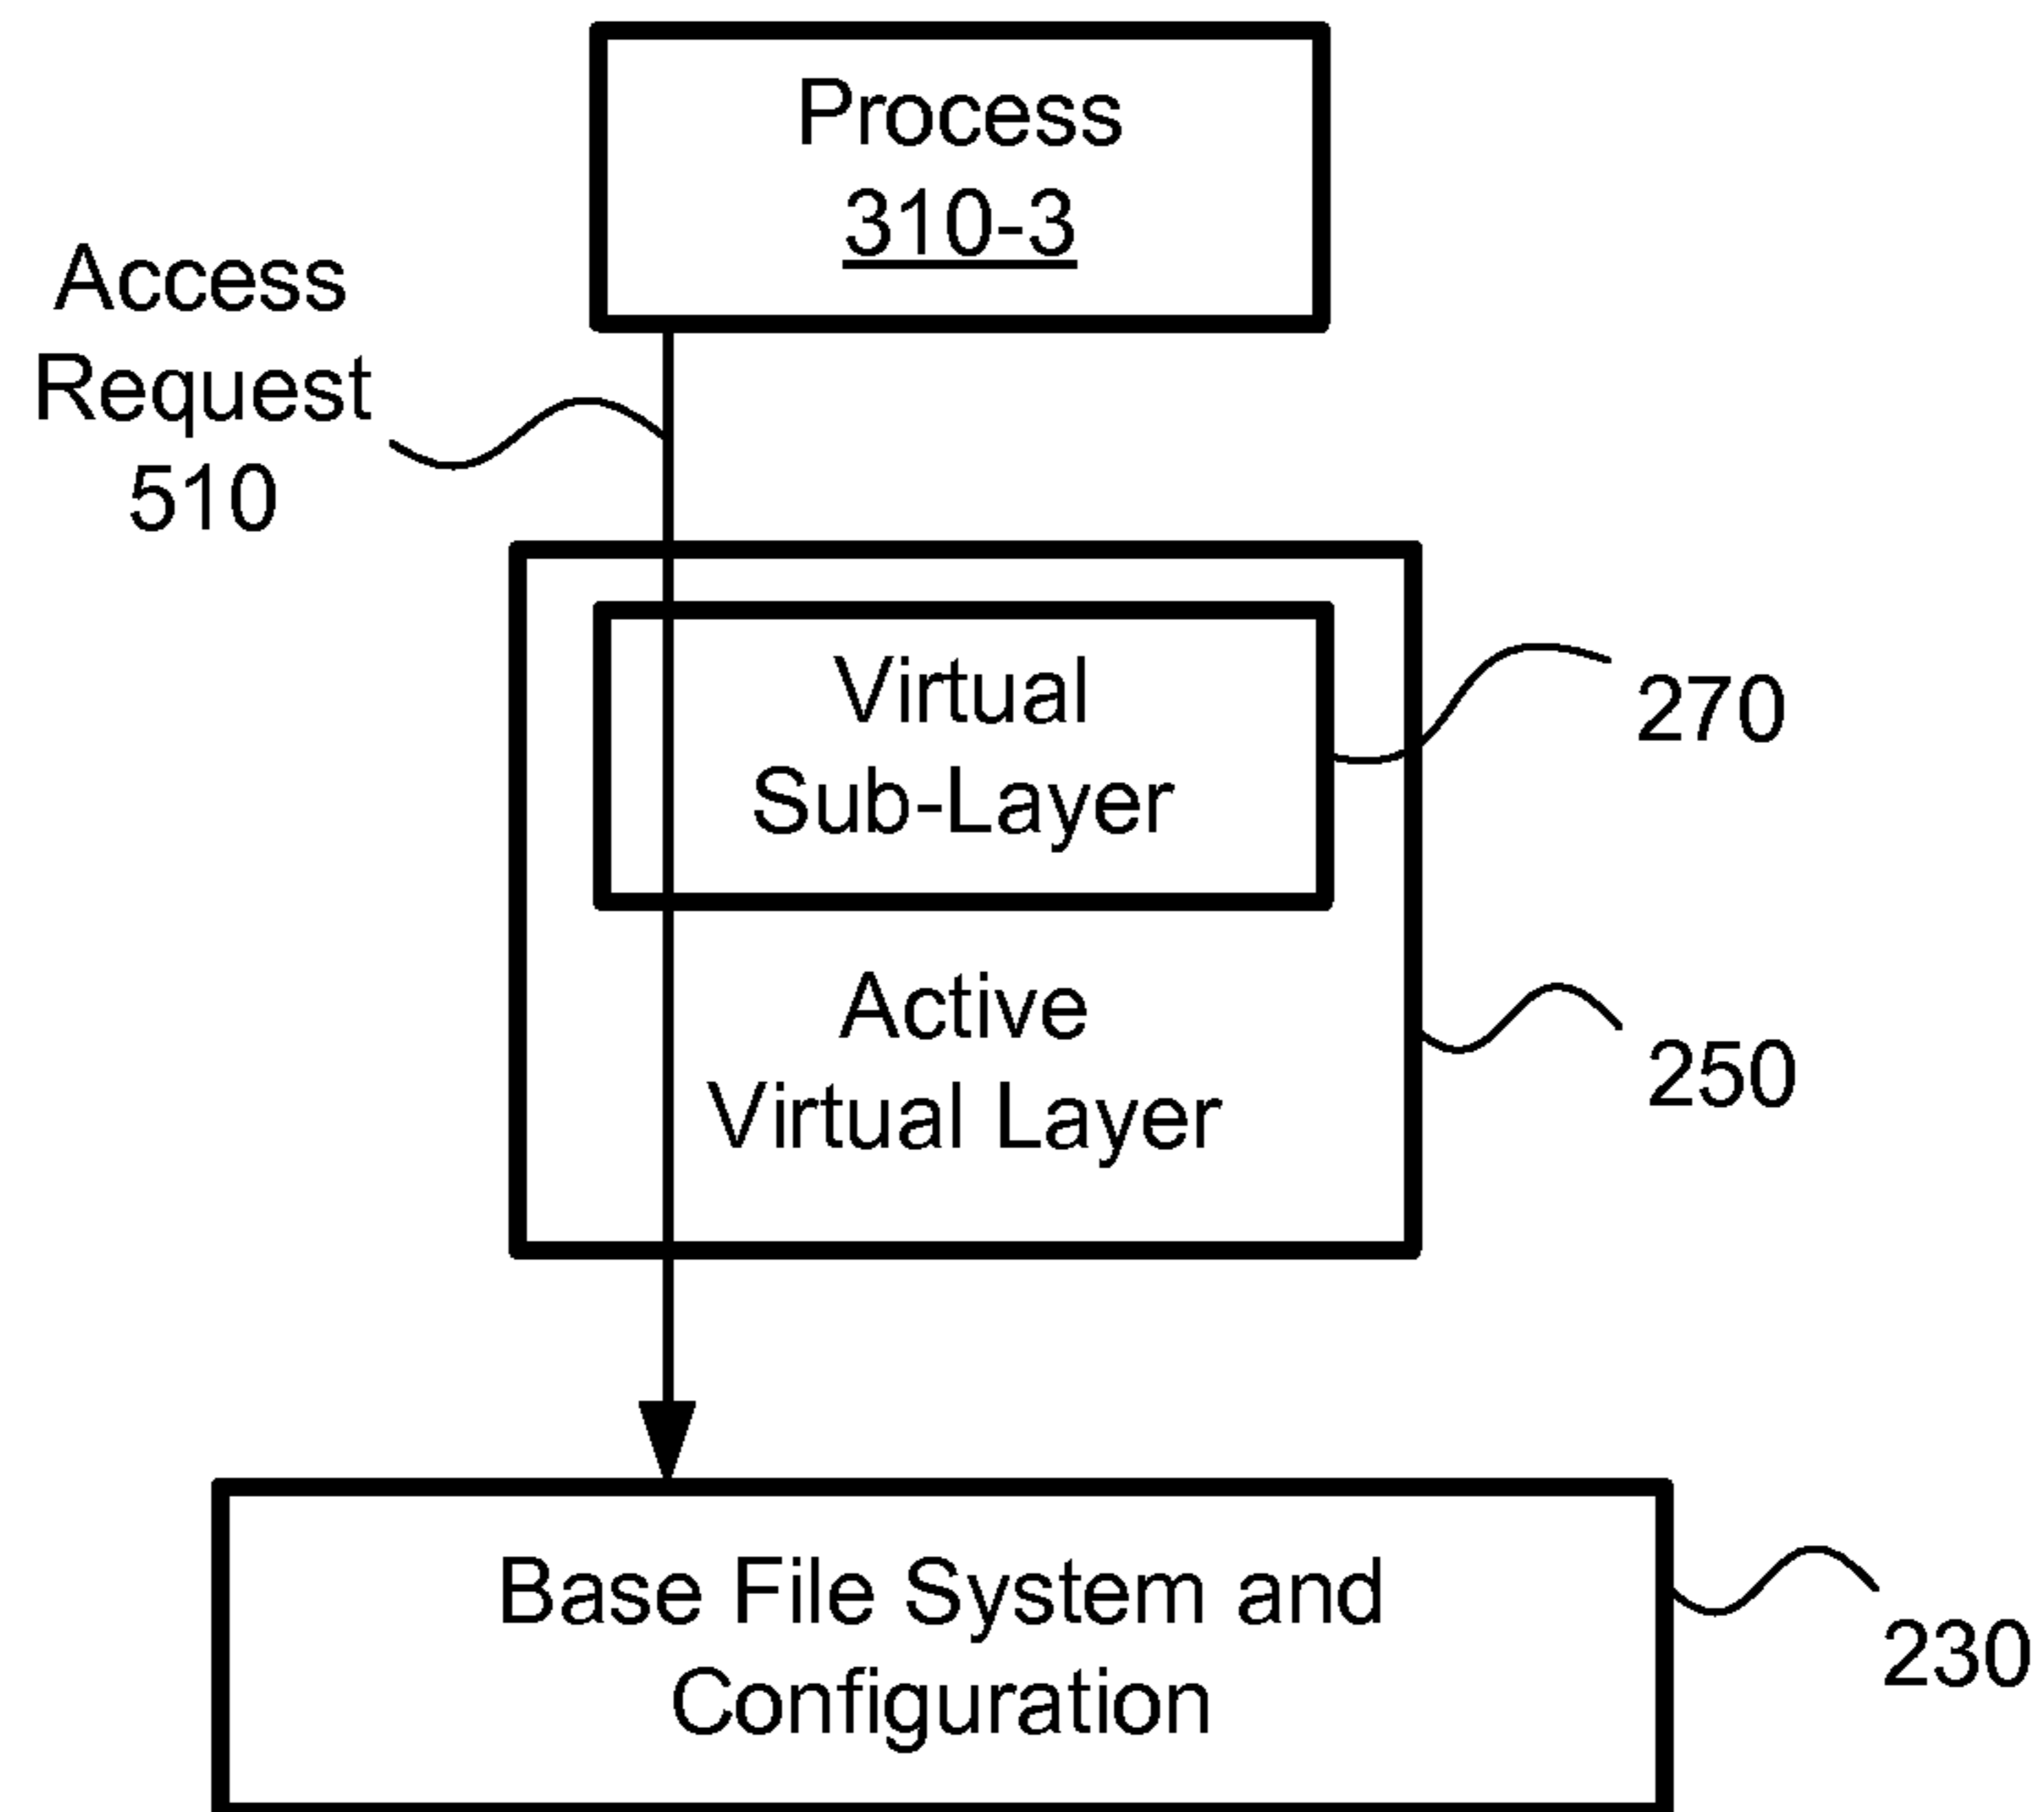 Process
310-3
Access
Request
510
Virtual
Sub-Layer
270
Active
Virtual Layer
250
Base File System and
Configuration
230